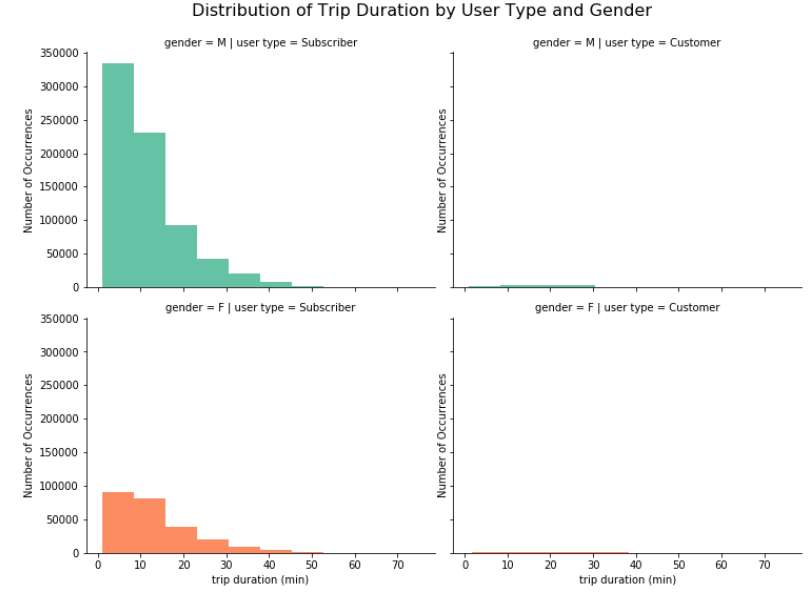 Distribution of Trip Duration by User Type and Gender
gender = M | user type = Subscriber
gender = M | user type = Customer
350000
300000
250000
200000
150000
100000
50000
0
Number of Occurrences
Number of Occurrences
gender = F | user type = Subscriber
gender = F | user type = Customer
350000
300000
250000
200000
150000
100000
50000
0
Number of Occurrences
Number of Occurrences
0 10 20 30 40 50 60 70
0 10 20 30 40 50 60 70
trip duration (min)
trip duration (min)